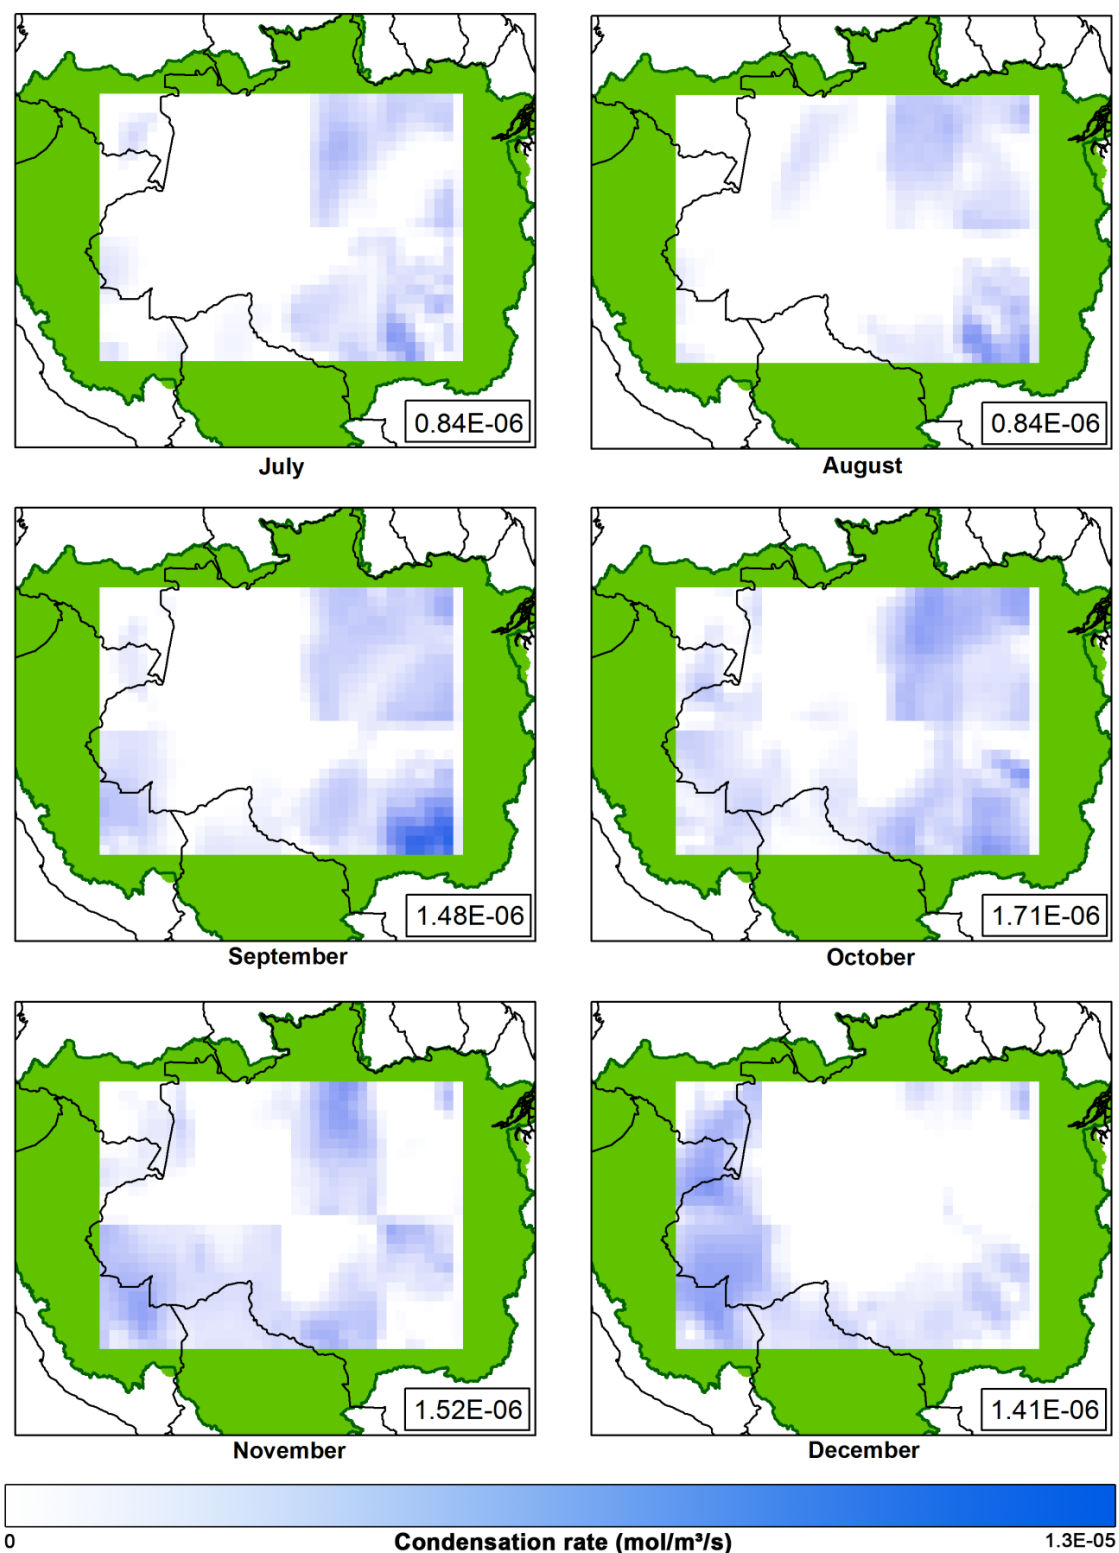 0.84E-06
0.84E-06
July
August
1.48E-06
1.71E-06
September
October
1.52E-06
1.41E-06
November
December
0
Condensation rate (mol/m³/s)
1.3E-05